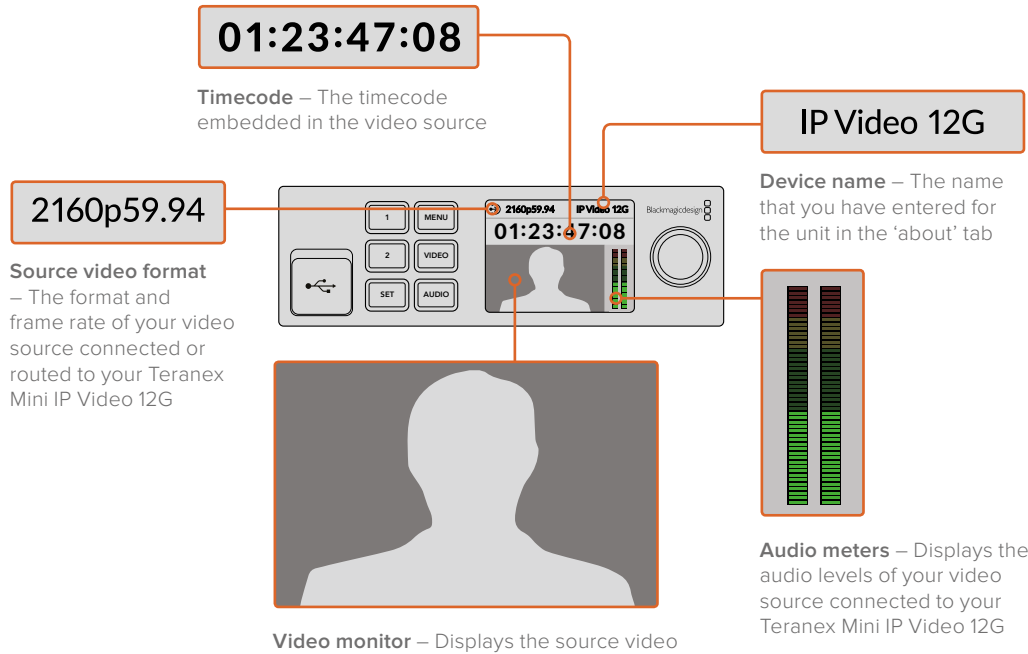 01:23:47:08
Timecode – The timecode
embedded in the video source
IP Video 12G
Device name – The name
that you have entered for
the unit in the ‘about’ tab
2160p59.94
Source video format
– The format and
frame rate of your video
source connected or
routed to your Teranex
Mini IP Video 12G
1
MENU
2
VIDEO
SET
AUDIO
2160p59.94
IP Video 12G
01:23:47:08
Blackmagicdesign
Audio meters – Displays the
audio levels of your video
source connected to your
Teranex Mini IP Video 12G
Video monitor – Displays the source video